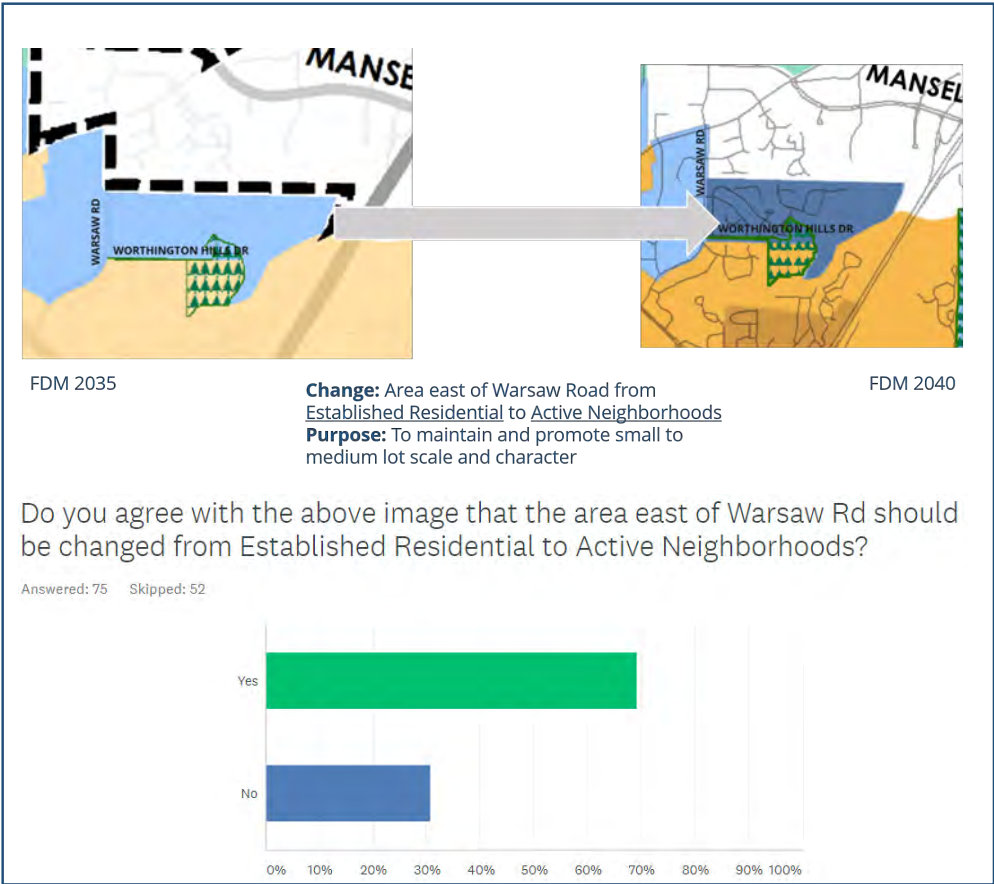 MANSE
WARSAW RD
WORTHINGTON HILLS DR
MANSEL
WARSAW RD
WORTHINGTON HILLS DR
FDM 2035
FDM 2040
Change: Area east of Warsaw Road from
Established Residential to Active Neighborhoods
Purpose: To maintain and promote small to
medium lot scale and character
Do you agree with the above image that the area east of Warsaw Rd should
be changed from Established Residential to Active Neighborhoods?
Answered: 75 Skipped: 52
Yes
No
0% 10% 20% 30% 40% 50% 60% 70% 80% 90% 100%